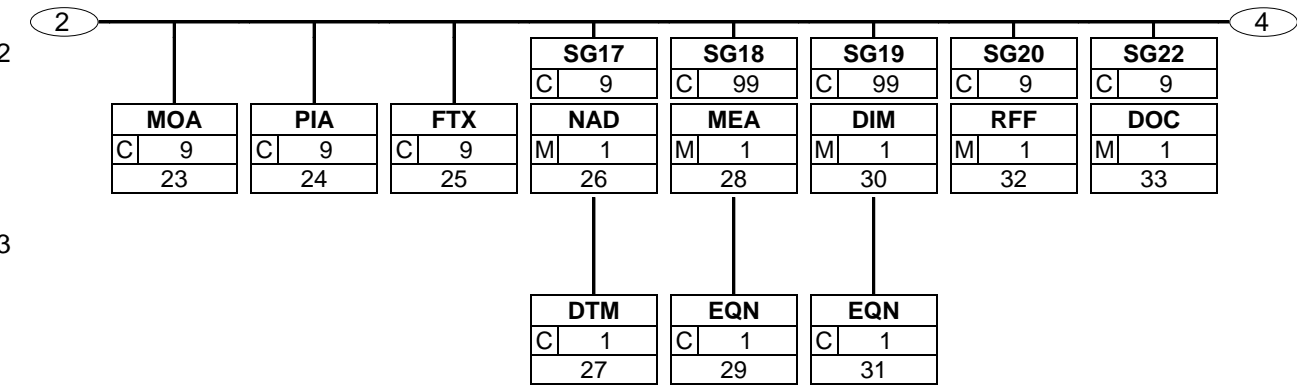 2 4
2 SG17 SG18 SG19 SG20 SG22
C 9 C 99 C 99 C 9 C 9
MOA PIA FTX NAD MEA DIM RFF DOC
C 9 C 9 C 9 M 1 M 1 M 1 M 1 M 1
23 24 25 26 28 30 32 33
3
DTM EQN EQN
C 1 C 1 C 1
27 29 31